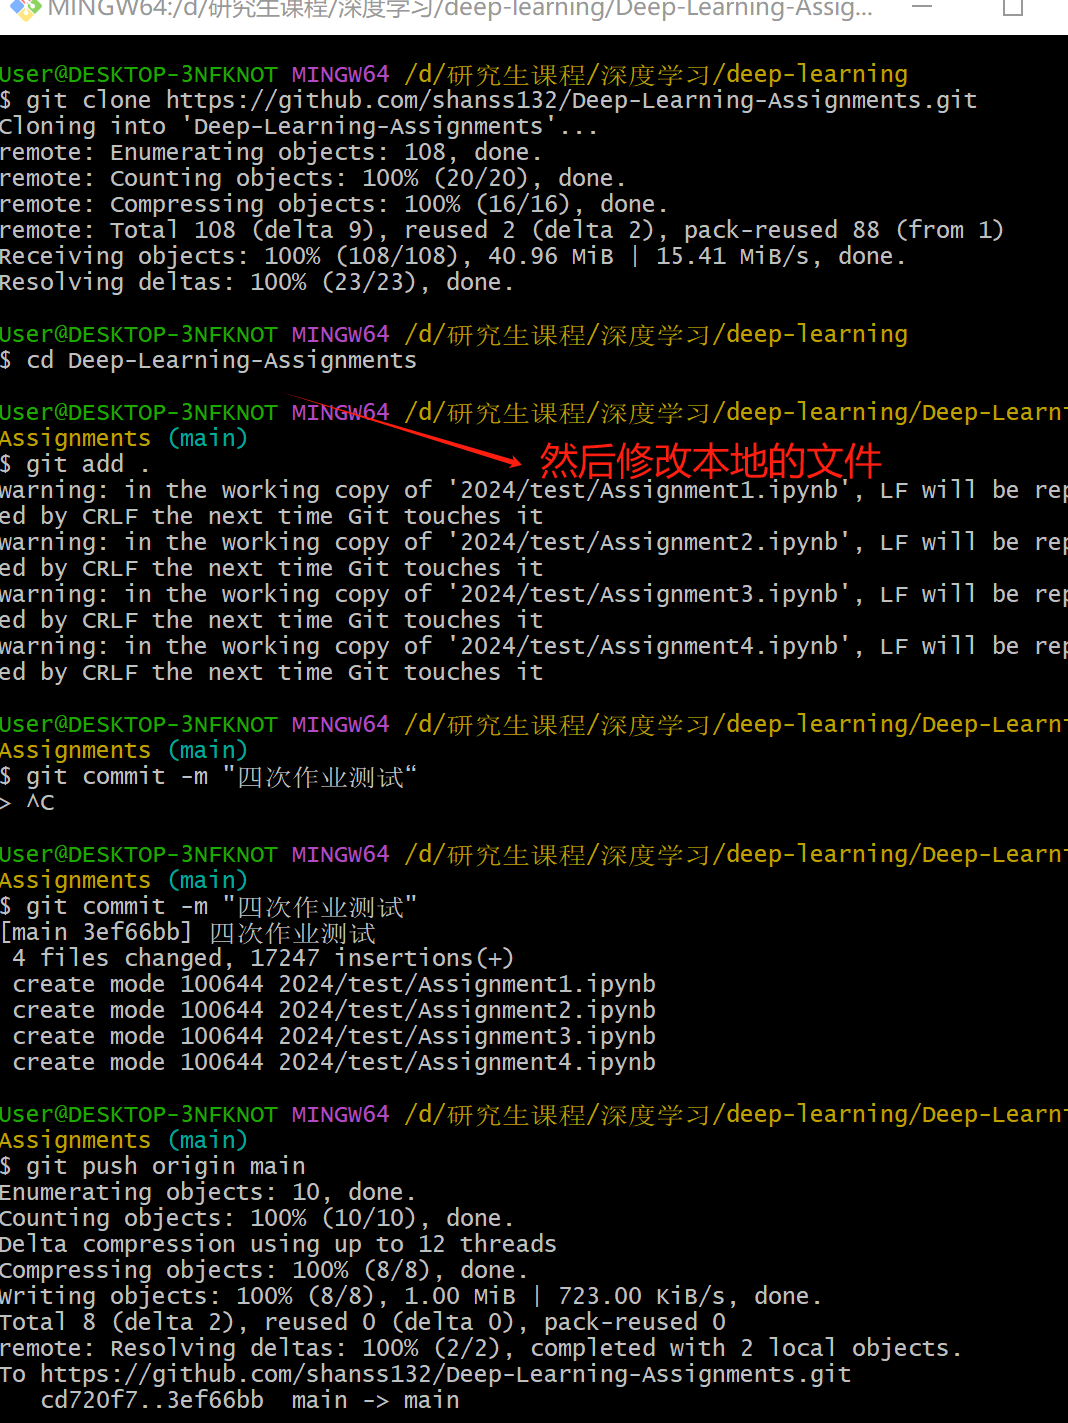 MINGW64:/d/研究生课程/深度学习/deep-learning/Deep-Learning-Assig...
User@DESKTOP-3NFKNOT MINGW64 /d/研究生课程/深度学习/deep-learning
$ git clone https://github.com/shanss132/Deep-Learning-Assignments.git
Cloning into 'Deep-Learning-Assignments'...
remote: Enumerating objects: 108, done.
remote: Counting objects: 100% (20/20), done.
remote: Compressing objects: 100% (16/16), done.
remote: Total 108 (delta 9), reused 2 (delta 2), pack-reused 88 (from 1)
Receiving objects: 100% (108/108), 40.96 MiB | 15.41 MiB/s, done.
Resolving deltas: 100% (23/23), done.
User@DESKTOP-3NFKNOT MINGW64 /d/研究生课程/深度学习/deep-learning
$ cd Deep-Learning-Assignments
User@DESKTOP-3NFKNOT MINGW64 /d/研究生课程/深度学习/deep-learning/Deep-Learni
Assignments (main)
$ git add .
然后修改本地的文件
warning: in the working copy of '2024/test/Assignment1.ipynb', LF will be rep
ed by CRLF the next time Git touches it
warning: in the working copy of '2024/test/Assignment2.ipynb', LF will be rep
ed by CRLF the next time Git touches it
warning: in the working copy of '2024/test/Assignment3.ipynb', LF will be rep
ed by CRLF the next time Git touches it
warning: in the working copy of '2024/test/Assignment4.ipynb', LF will be rep
ed by CRLF the next time Git touches it
User@DESKTOP-3NFKNOT MINGW64 /d/研究生课程/深度学习/deep-learning/Deep-Learni
Assignments (main)
$ git commit -m "四次作业测试“
> ^C
User@DESKTOP-3NFKNOT MINGW64 /d/研究生课程/深度学习/deep-learning/Deep-Learni
Assignments (main)
$ git commit -m "四次作业测试"
[main 3ef66bb] 四次作业测试
4 files changed, 17247 insertions(+)
create mode 100644 2024/test/Assignment1.ipynb
create mode 100644 2024/test/Assignment2.ipynb
create mode 100644 2024/test/Assignment3.ipynb
create mode 100644 2024/test/Assignment4.ipynb
User@DESKTOP-3NFKNOT MINGW64 /d/研究生课程/深度学习/deep-learning/Deep-Learni
Assignments (main)
$ git push origin main
Enumerating objects: 10, done.
Counting objects: 100% (10/10), done.
Delta compression using up to 12 threads
Compressing objects: 100% (8/8), done.
Writing objects: 100% (8/8), 1.00 MiB | 723.00 KiB/s, done.
Total 8 (delta 2), reused 0 (delta 0), pack-reused 0
remote: Resolving deltas: 100% (2/2), completed with 2 local objects.
To https://github.com/shanss132/Deep-Learning-Assignments.git
cd720f7..3ef66bb  main -> main